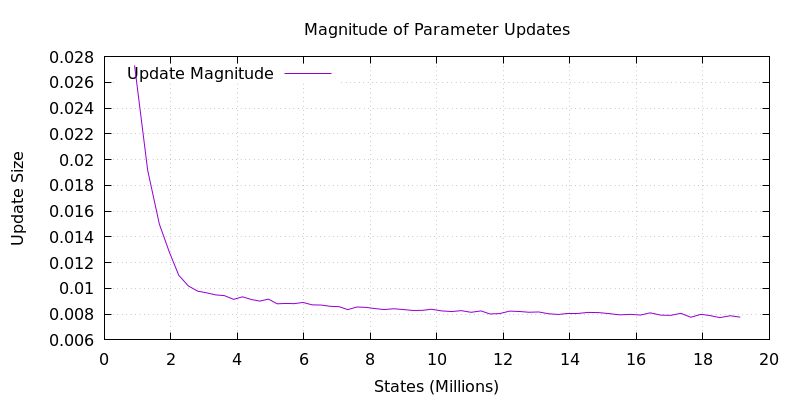 Magnitude of Parameter Updates
0.028
Update Magnitude
0.026
0.024
0.022
0.02
0.018
0.016
0.014
0.012
0.01
0.008
0.006
Update Size
0 2 4 6 8 10 12 14 16 18 20
States (Millions)